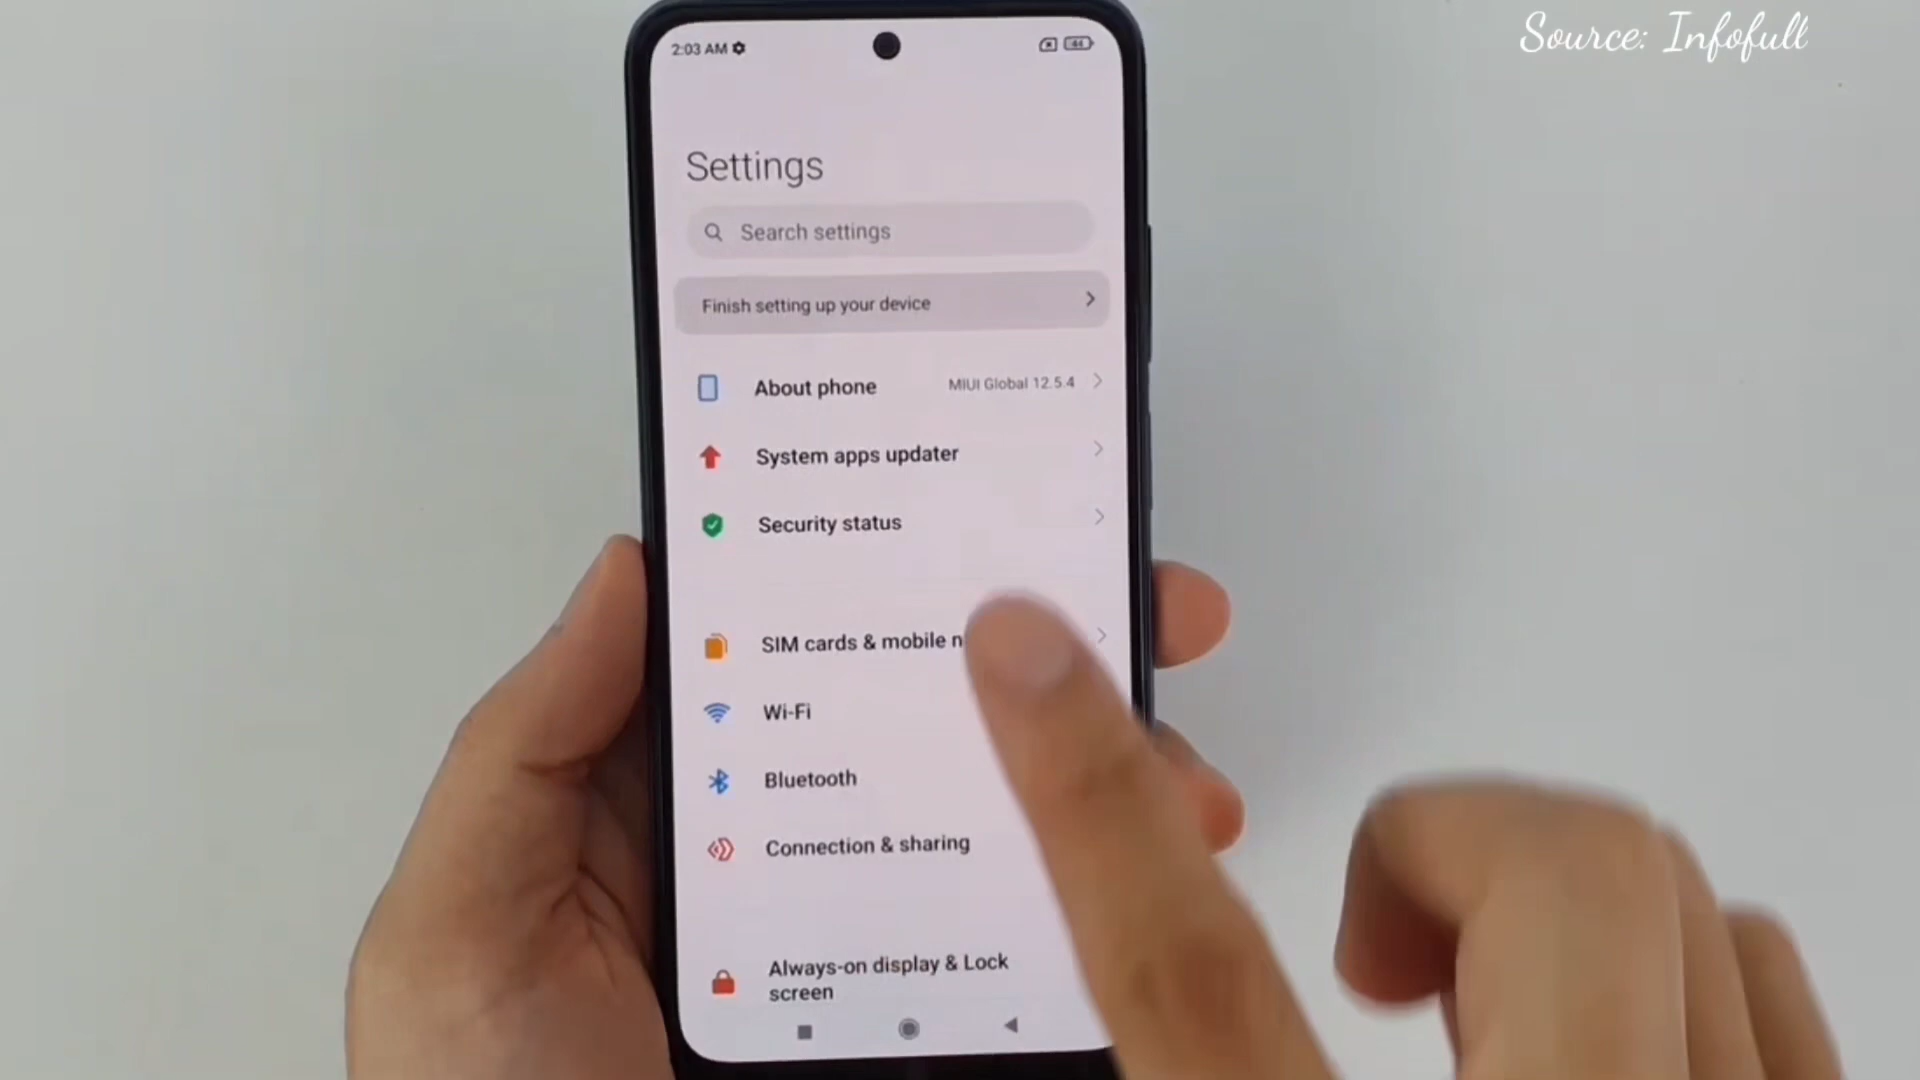 Source: Infofull
2:03 AM
44
Settings
Search settings
Finish setting up your device
About phone MIUI Global 12.5.4
System apps updater
Security status
SIM cards & mobile n
Wi-Fi
Bluetooth
Connection & sharing
Always-on display & Lock
screen